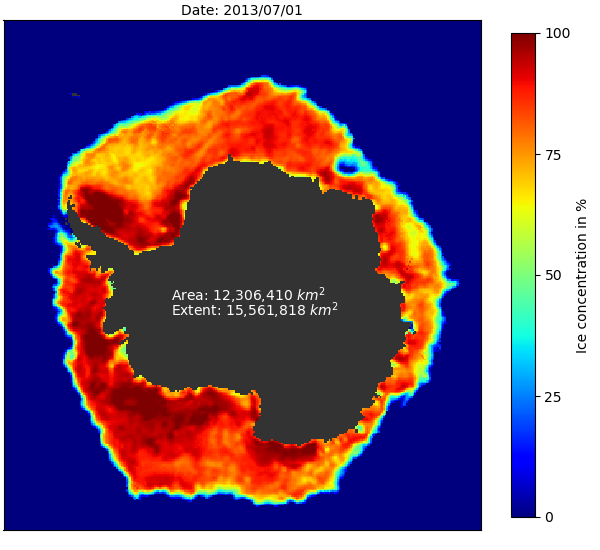 Date: 2013/07/01
100
75
50
25
0
Ice concentration in %
Area: 12,306,410 km²
Extent: 15,561,818 km²